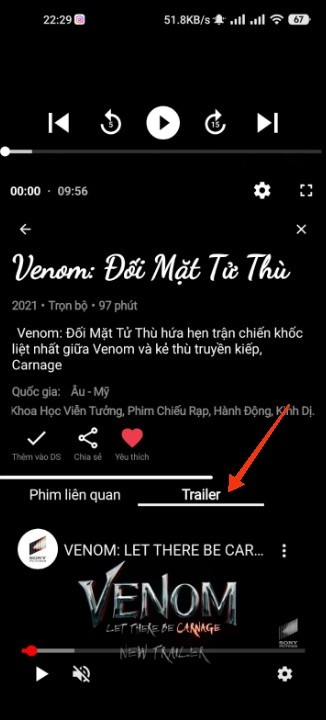 22:29 51.8KB/s 67
5 15
00:00 · 09:56
Venom: Đối Mặt Tử Thù
2021 • Trọn bộ • 97 phút
Venom: Đối Mặt Tử Thù hứa hẹn trận chiến khốc
liệt nhất giữa Venom và kẻ thù truyền kiếp,
Carnage
Quốc gia: Âu - Mỹ
Khoa Học Viễn Tưởng, Phim Chiếu Rạp, Hành Động, Kinh Dị.
Thêm vào DS Chia sẻ Yêu thích
Phim liên quan Trailer
VENOM: LET THERE BE CAR...
VENOM
LET THERE BE CARNAGE
SONY
NEW TRAILER